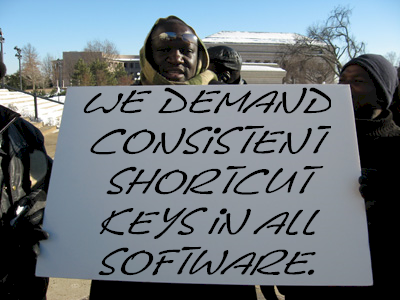 WE DEMAND
CONSISTENT
SHORTCUT
KEYS IN ALL
SOFTWARE.